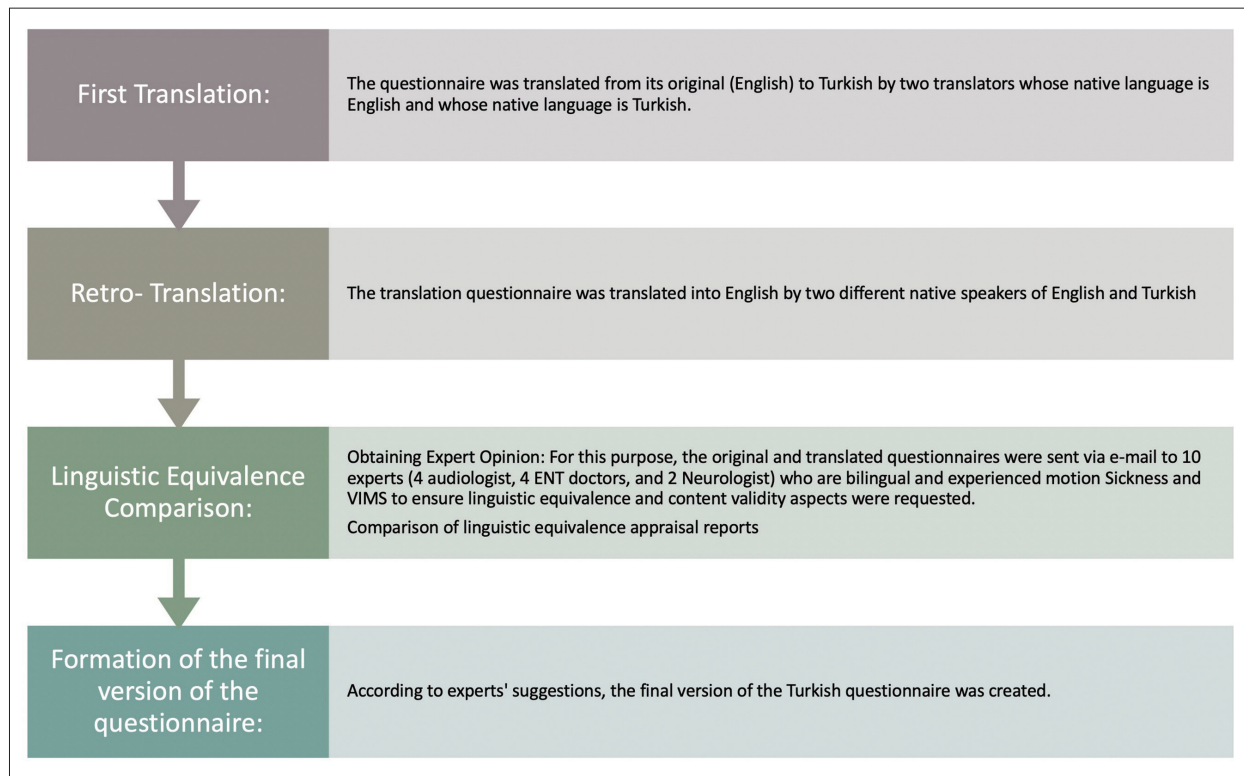 First Translation:
The questionnaire was translated from its original (English) to Turkish by two translators whose native language is
English and whose native language is Turkish.
Retro- Translation:
The translation questionnaire was translated into English by two different native speakers of English and Turkish
Linguistic Equivalence
Comparison:
Obtaining Expert Opinion: For this purpose, the original and translated questionnaires were sent via e-mail to 10
experts (4 audiologist, 4 ENT doctors, and 2 Neurologist) who are bilingual and experienced motion Sickness and
VIMS to ensure linguistic equivalence and content validity aspects were requested.
Comparison of linguistic equivalence appraisal reports
Formation of the final
version of the
questionnaire:
According to experts' suggestions, the final version of the Turkish questionnaire was created.